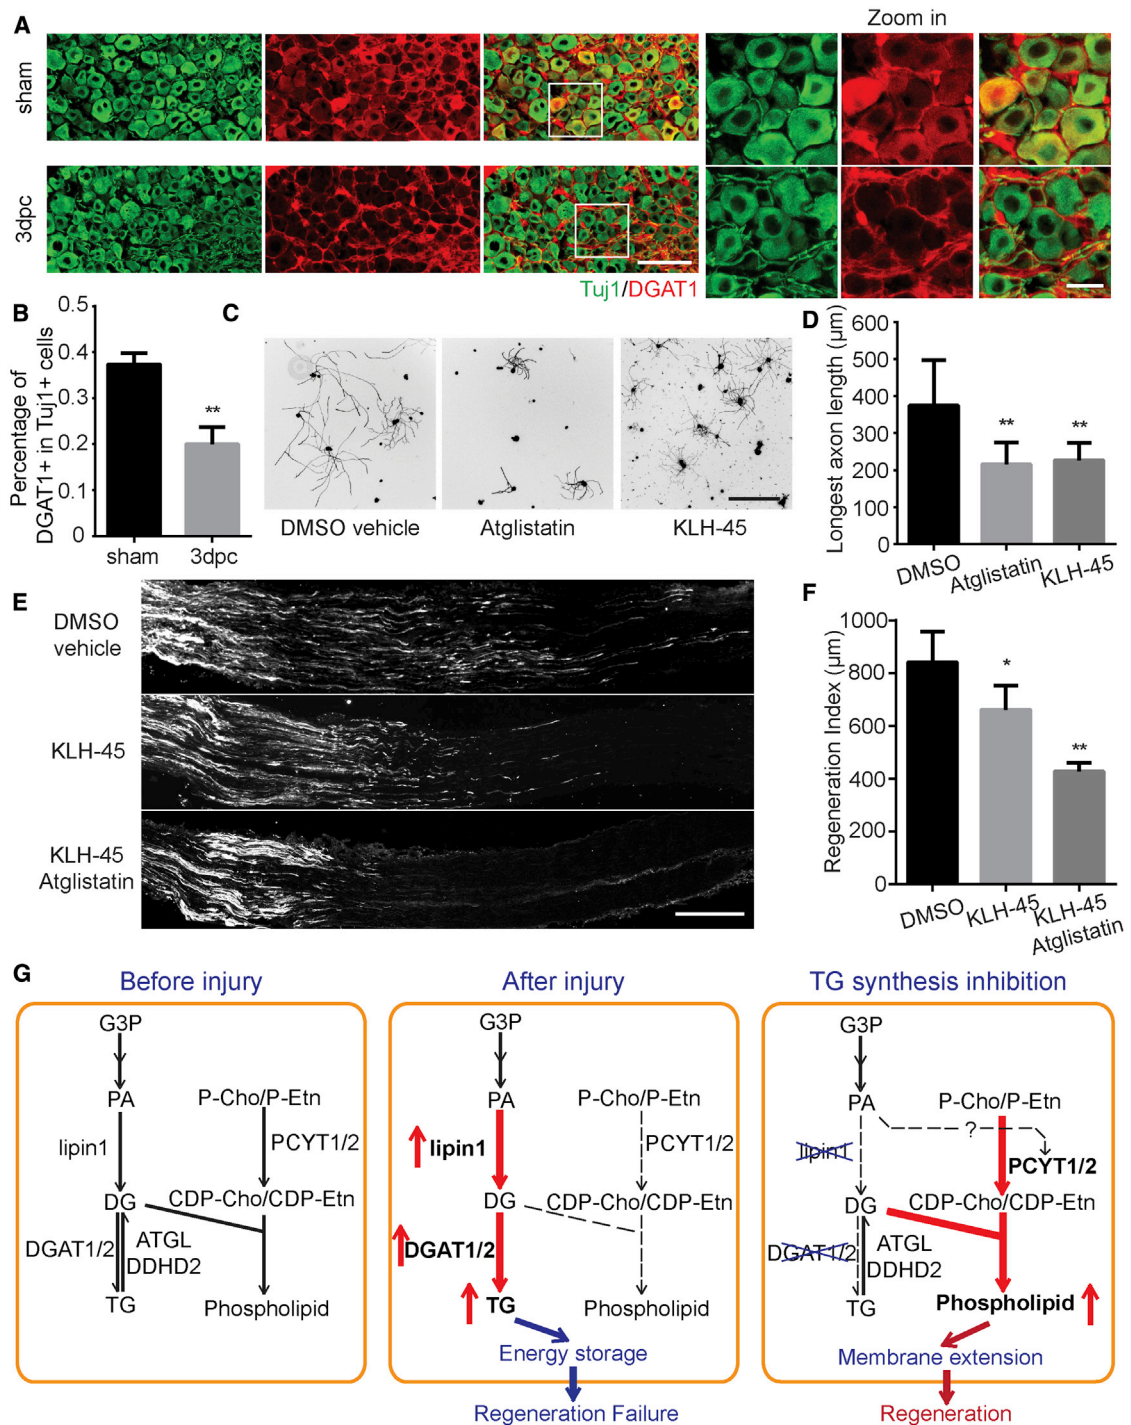 A
Zoom in
sham
3dpc
Tuj1/DGAT1
B
Percentage of
DGAT1+ in Tuj1+ cells
0.5
0.4
0.3
0.2
0.1
0
**
sham
3dpc
C
DMSO vehicle
Atglistatin
KLH-45
D
Longest axon length (μm)
600
500
400
300
200
100
0
**
**
DMSO
Atglistatin
KLH-45
E
DMSO
vehicle
KLH-45
KLH-45
Atglistatin
F
Regeneration Index (μm)
1000
800
600
400
200
0
*
**
DMSO
KLH-45
KLH-45
Atglistatin
G
Before injury
G3P
PA
P-Cho/P-Etn
lipin1
PCYT1/2
DG
CDP-Cho/CDP-Etn
DGAT1/2
ATGL
DDHD2
TG
Phospholipid
After injury
G3P
PA
P-Cho/P-Etn
lipin1
PCYT1/2
DG
CDP-Cho/CDP-Etn
DGAT1/2
TG
Phospholipid
Energy storage
Regeneration Failure
TG synthesis inhibition
G3P
PA
P-Cho/P-Etn
?
lipin1
PCYT1/2
DG
CDP-Cho/CDP-Etn
DGAT1/2
ATGL
DDHD2
TG
Phospholipid
Membrane extension
Regeneration